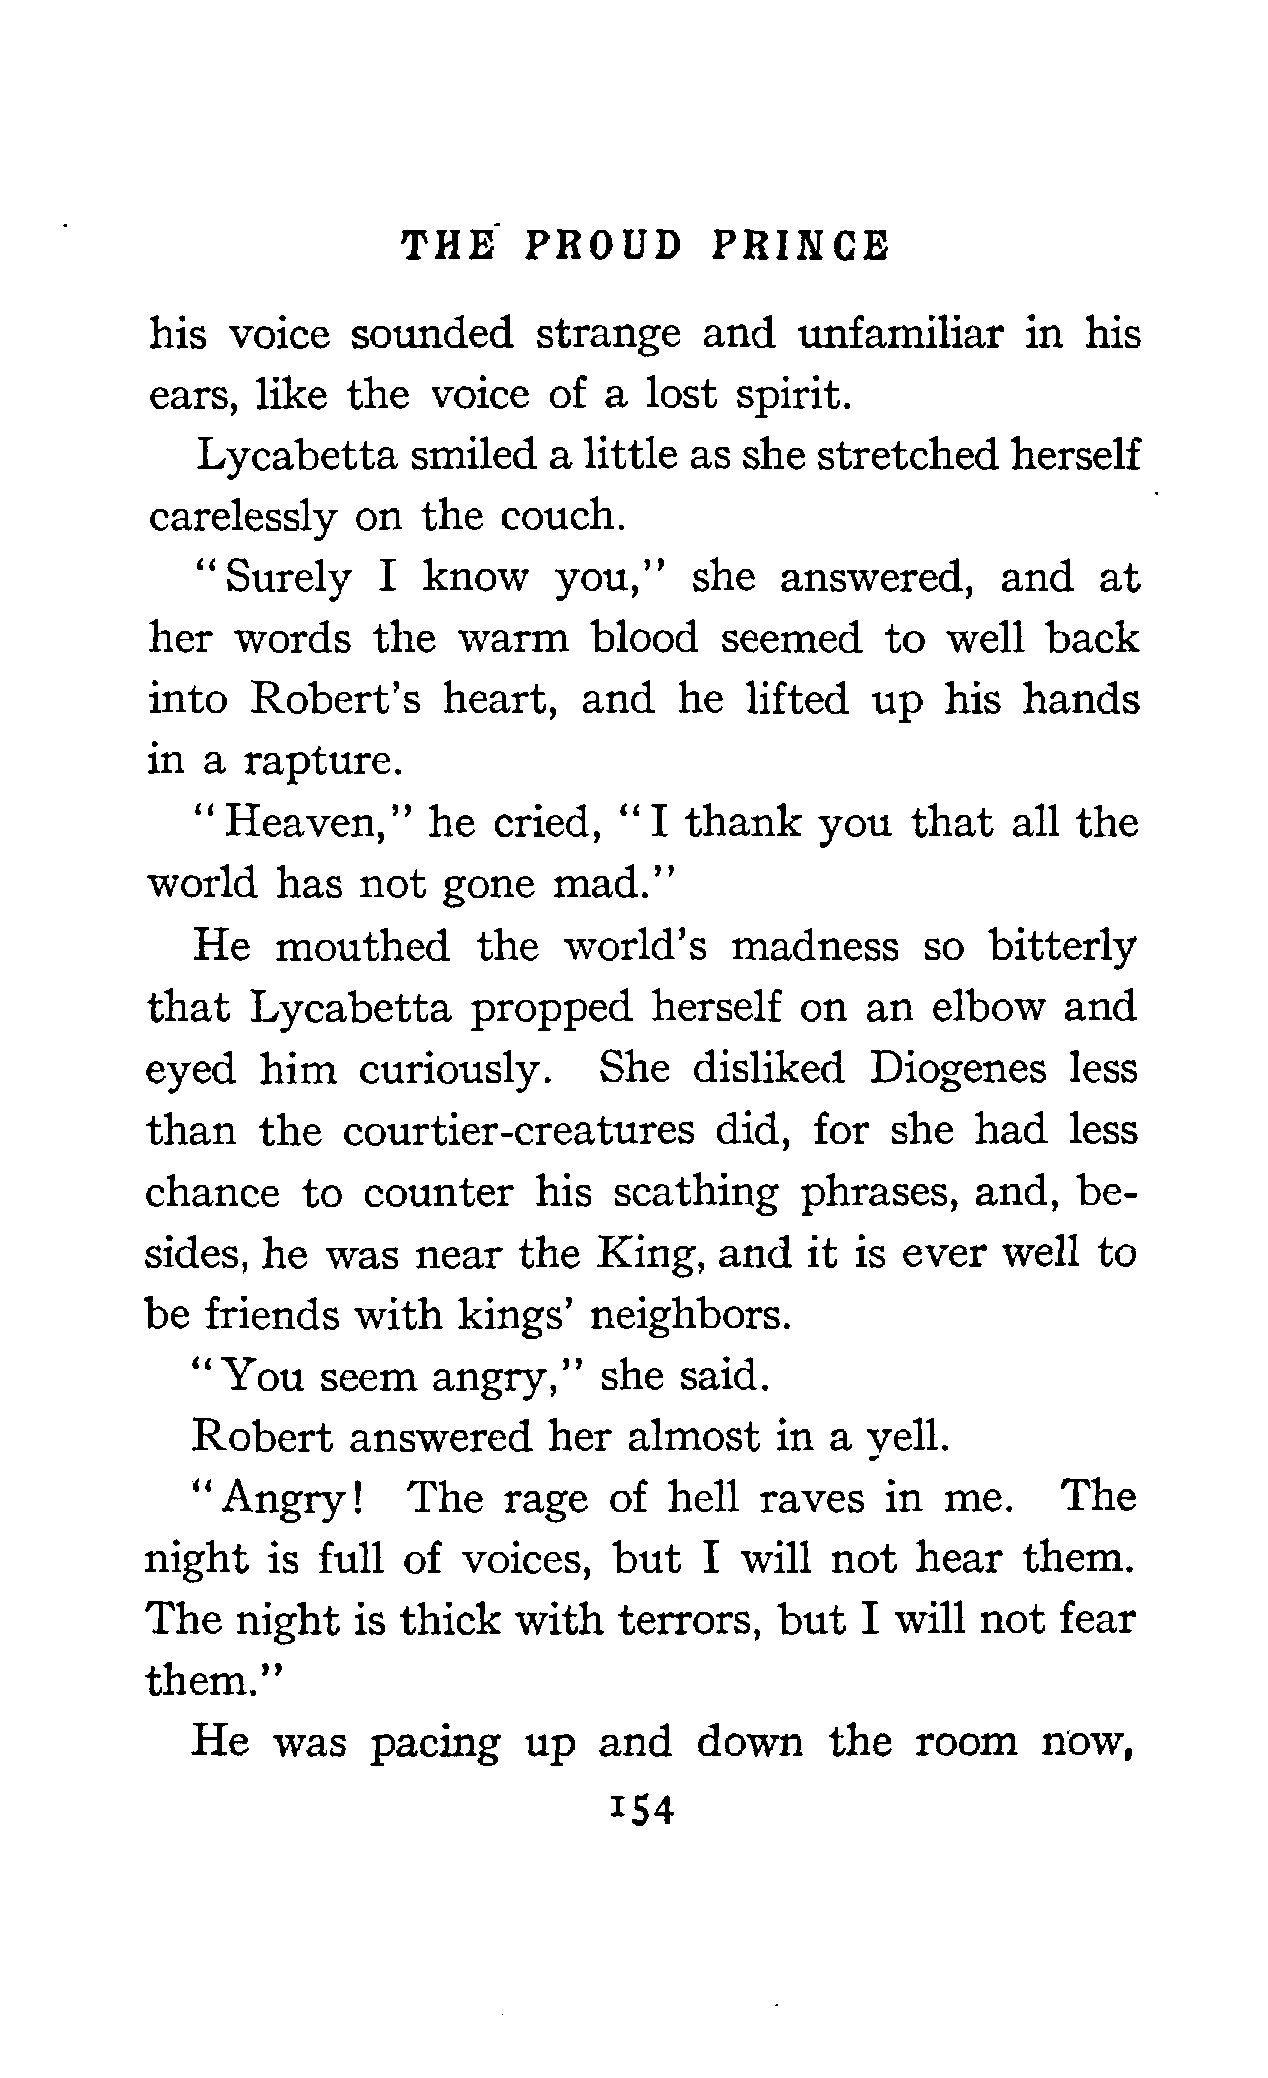 THE PROUD PRINCE
his voice sounded strange and unfamiliar in his
ears, like the voice of a lost spirit.
Lycabetta smiled a little as she stretched herself
carelessly on the couch.
"Surely I know you," she answered, and at
her words the warm blood seemed to well back
into Robert's heart, and he lifted up his hands
in a rapture.
"Heaven," he cried, "I thank you that all the
world has not gone mad."
He mouthed the world's madness so bitterly
that Lycabetta propped herself on an elbow and
eyed him curiously. She disliked Diogenes less
than the courtier-creatures did, for she had less
chance to counter his scathing phrases, and, be-
sides, he was near the King, and it is ever well to
be friends with kings' neighbors.
"You seem angry," she said.
Robert answered her almost in a yell.
"Angry! The rage of hell raves in me. The
night is full of voices, but I will not hear them.
The night is thick with terrors, but I will not fear
them."
He was pacing up and down the room now,
154